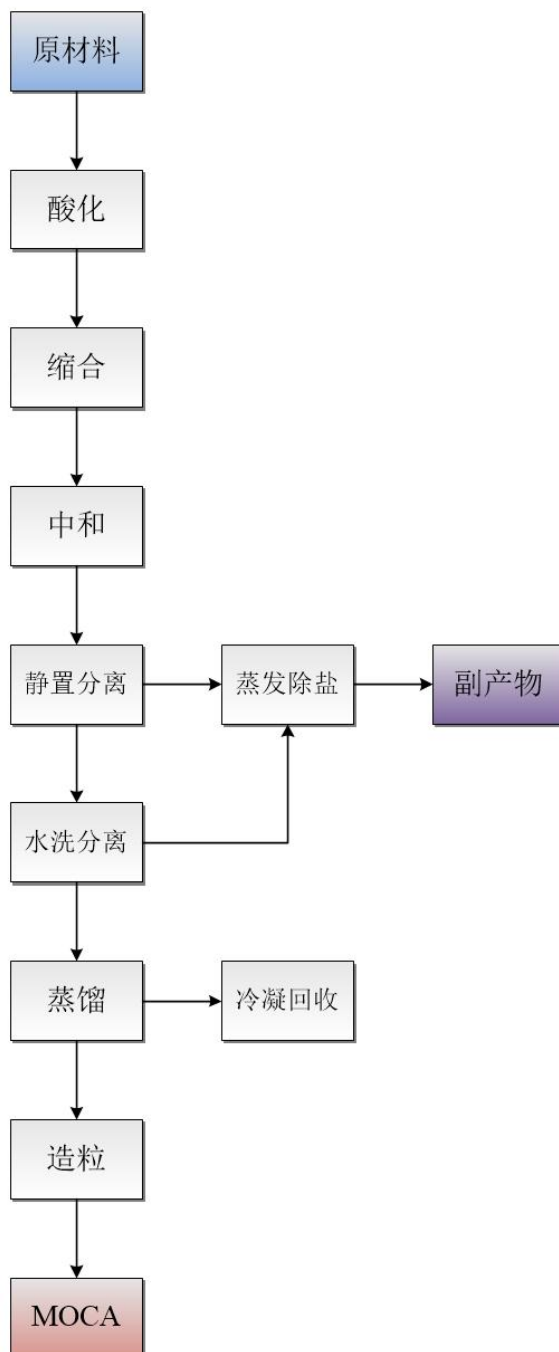 原材料
酸化
缩合
中和
静置分离
蒸发除盐
副产物
水洗分离
蒸馏
冷凝回收
造粒
MOCA